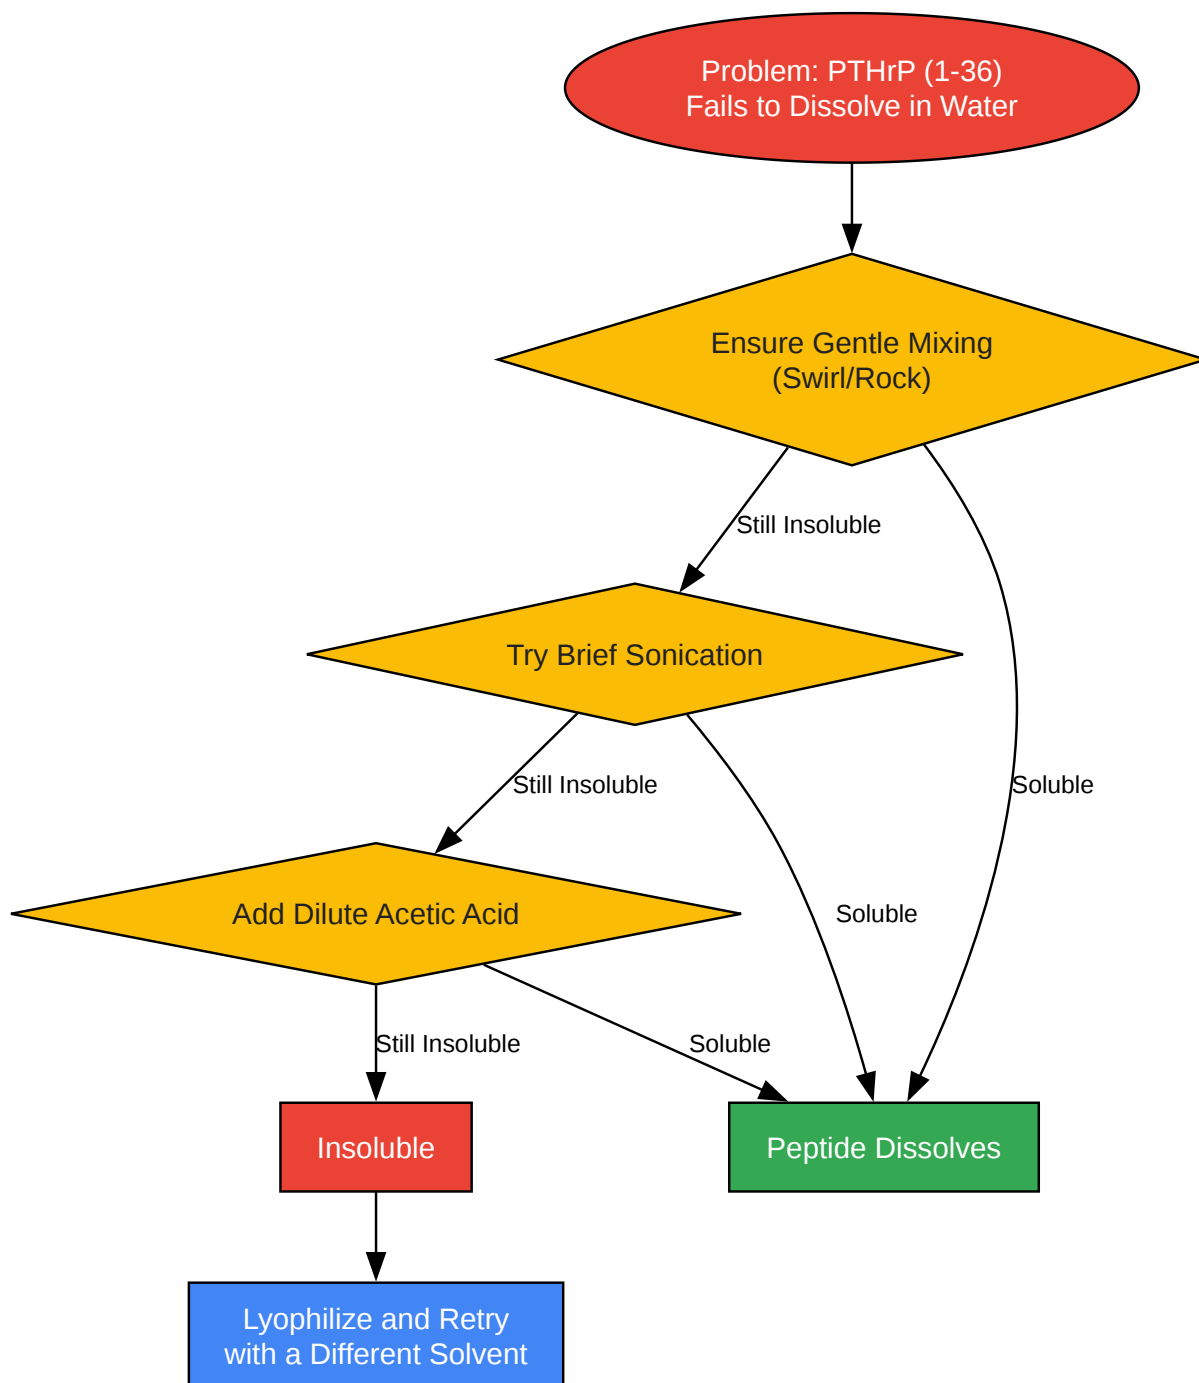 Problem: PTHrP (1-36)
Fails to Dissolve in Water
Ensure Gentle Mixing
(Swirl/Rock)
Still Insoluble
Try Brief Sonication
Still Insoluble
Soluble
Add Dilute Acetic Acid
Soluble
Still Insoluble
Soluble
Insoluble
Peptide Dissolves
Lyophilize and Retry
with a Different Solvent